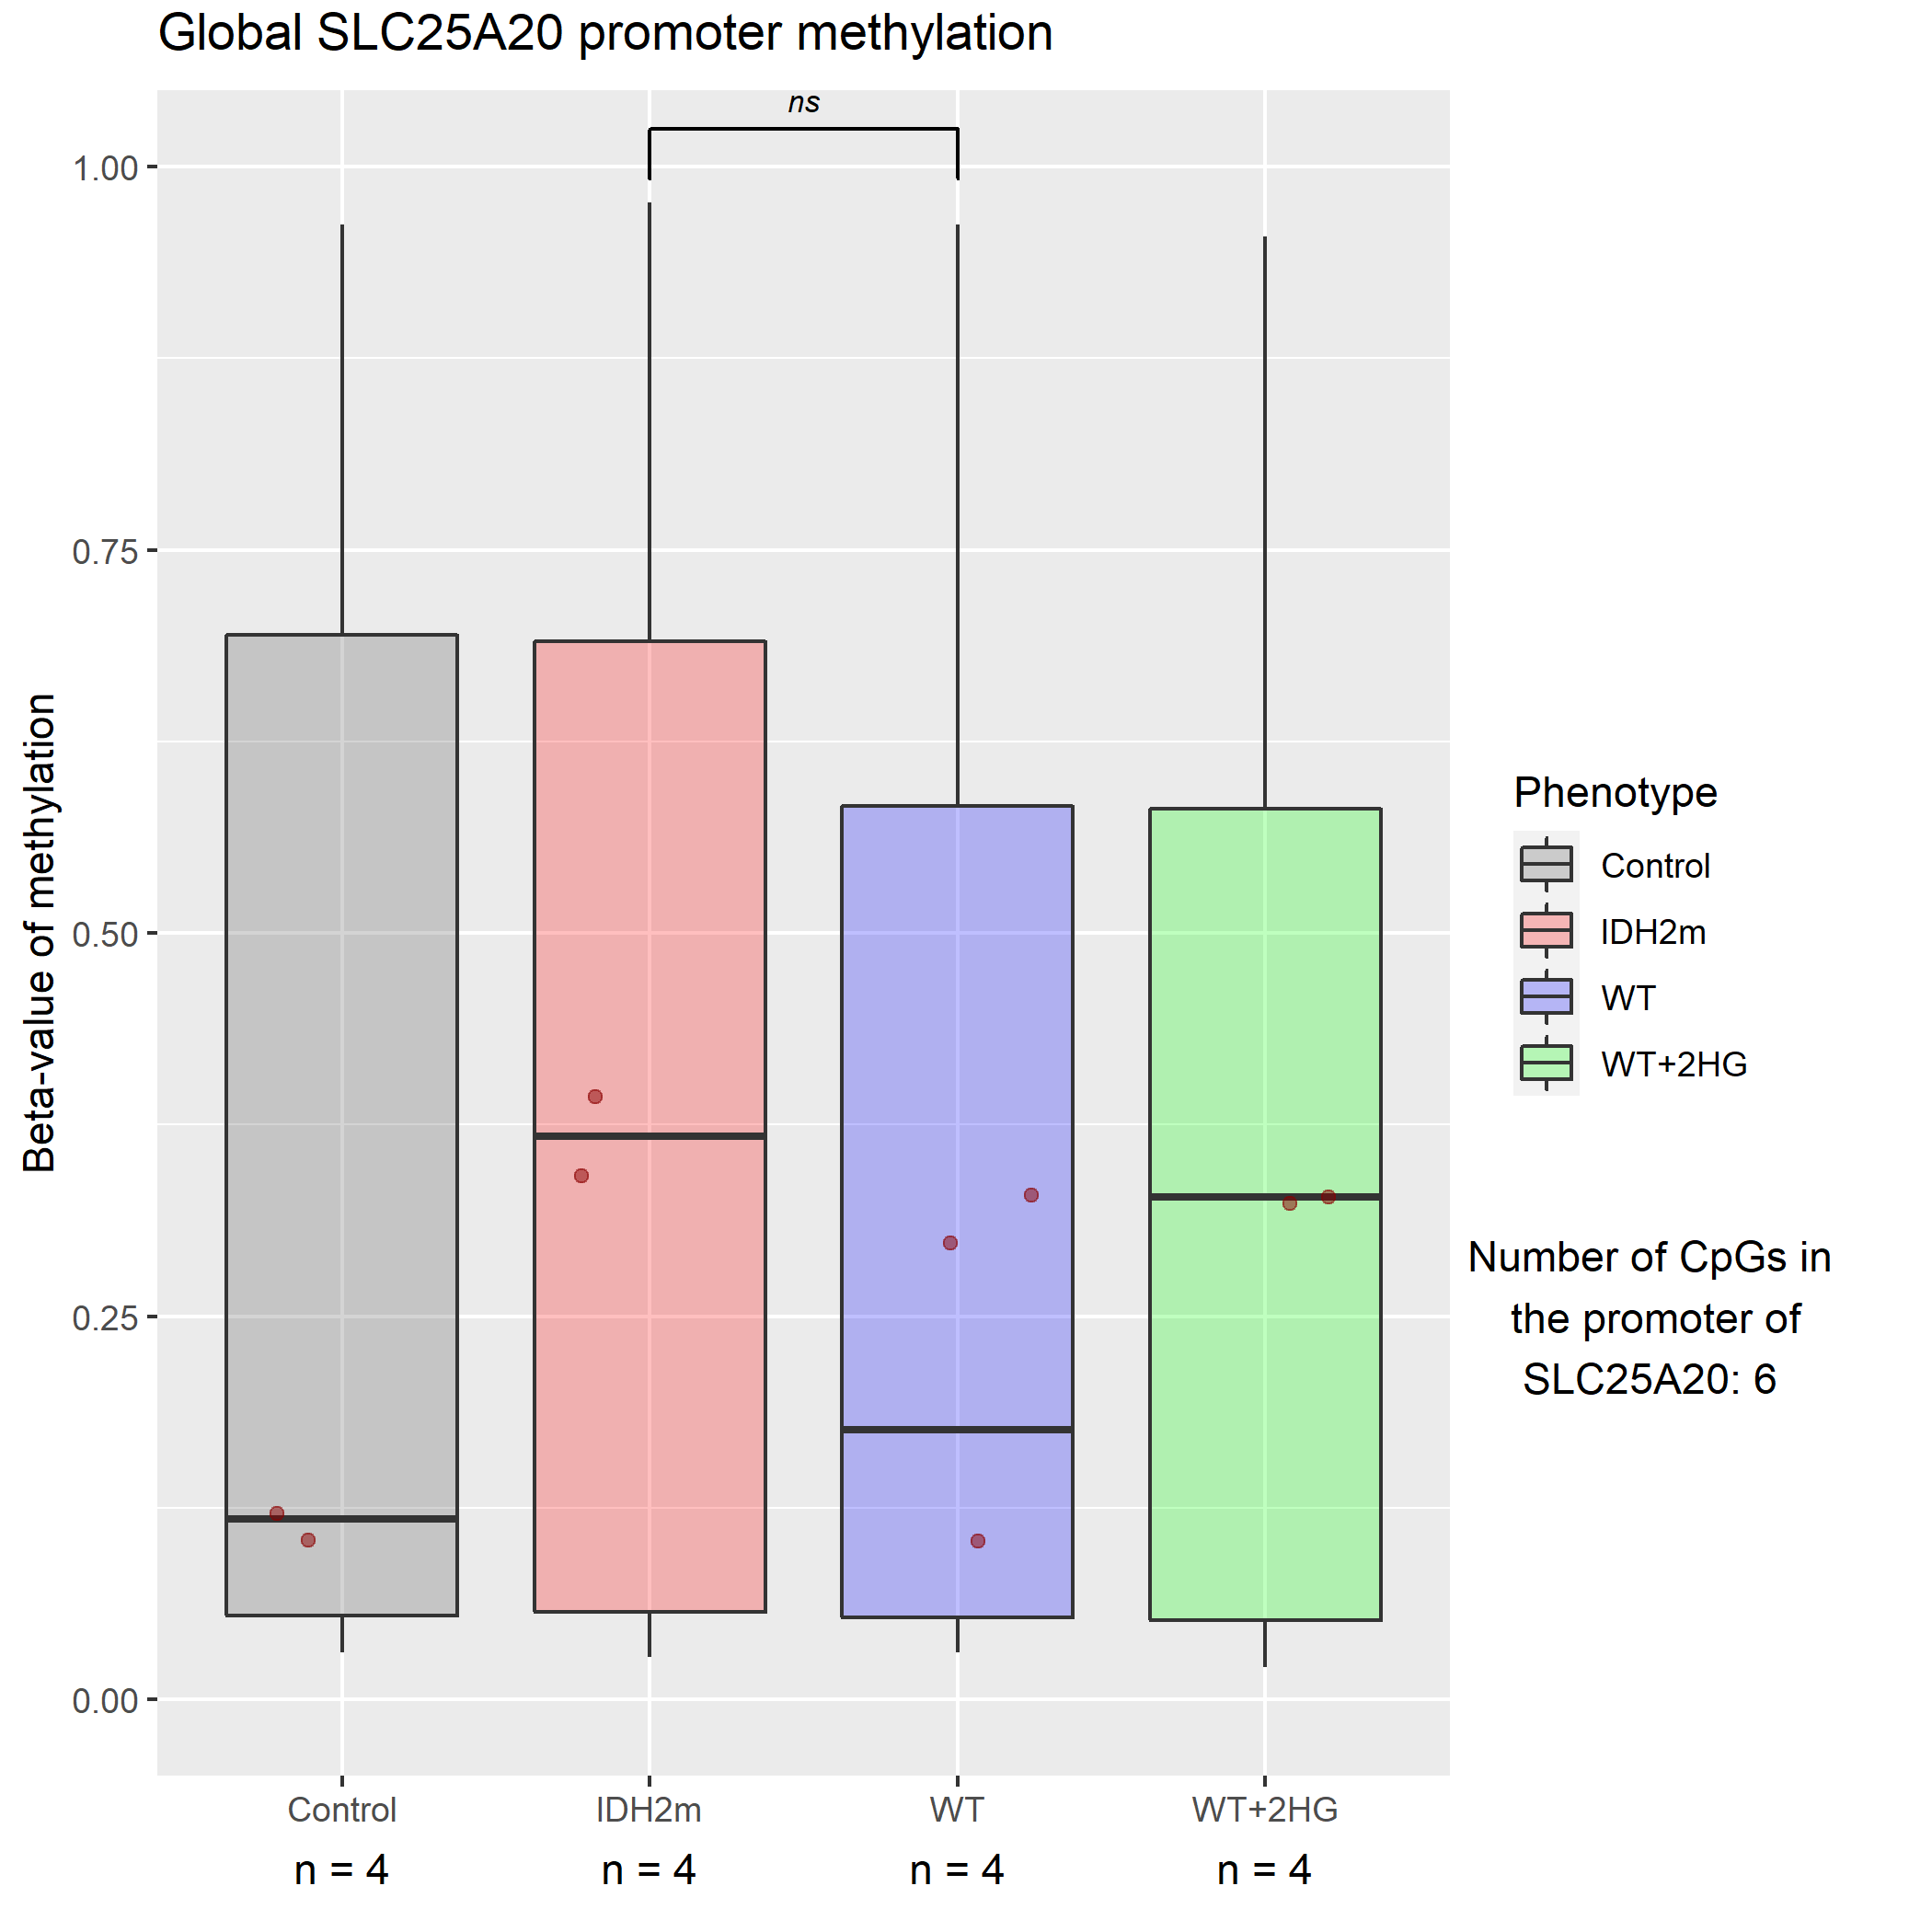 Global SLC25A20 promoter methylation
ns
1.00
0.75
0.50
0.25
0.00
Beta-value of methylation
Control
IDH2m
WT
WT+2HG
n = 4
n = 4
n = 4
n = 4
Phenotype
Control
IDH2m
WT
WT+2HG
Number of CpGs in
the promoter of
SLC25A20: 6